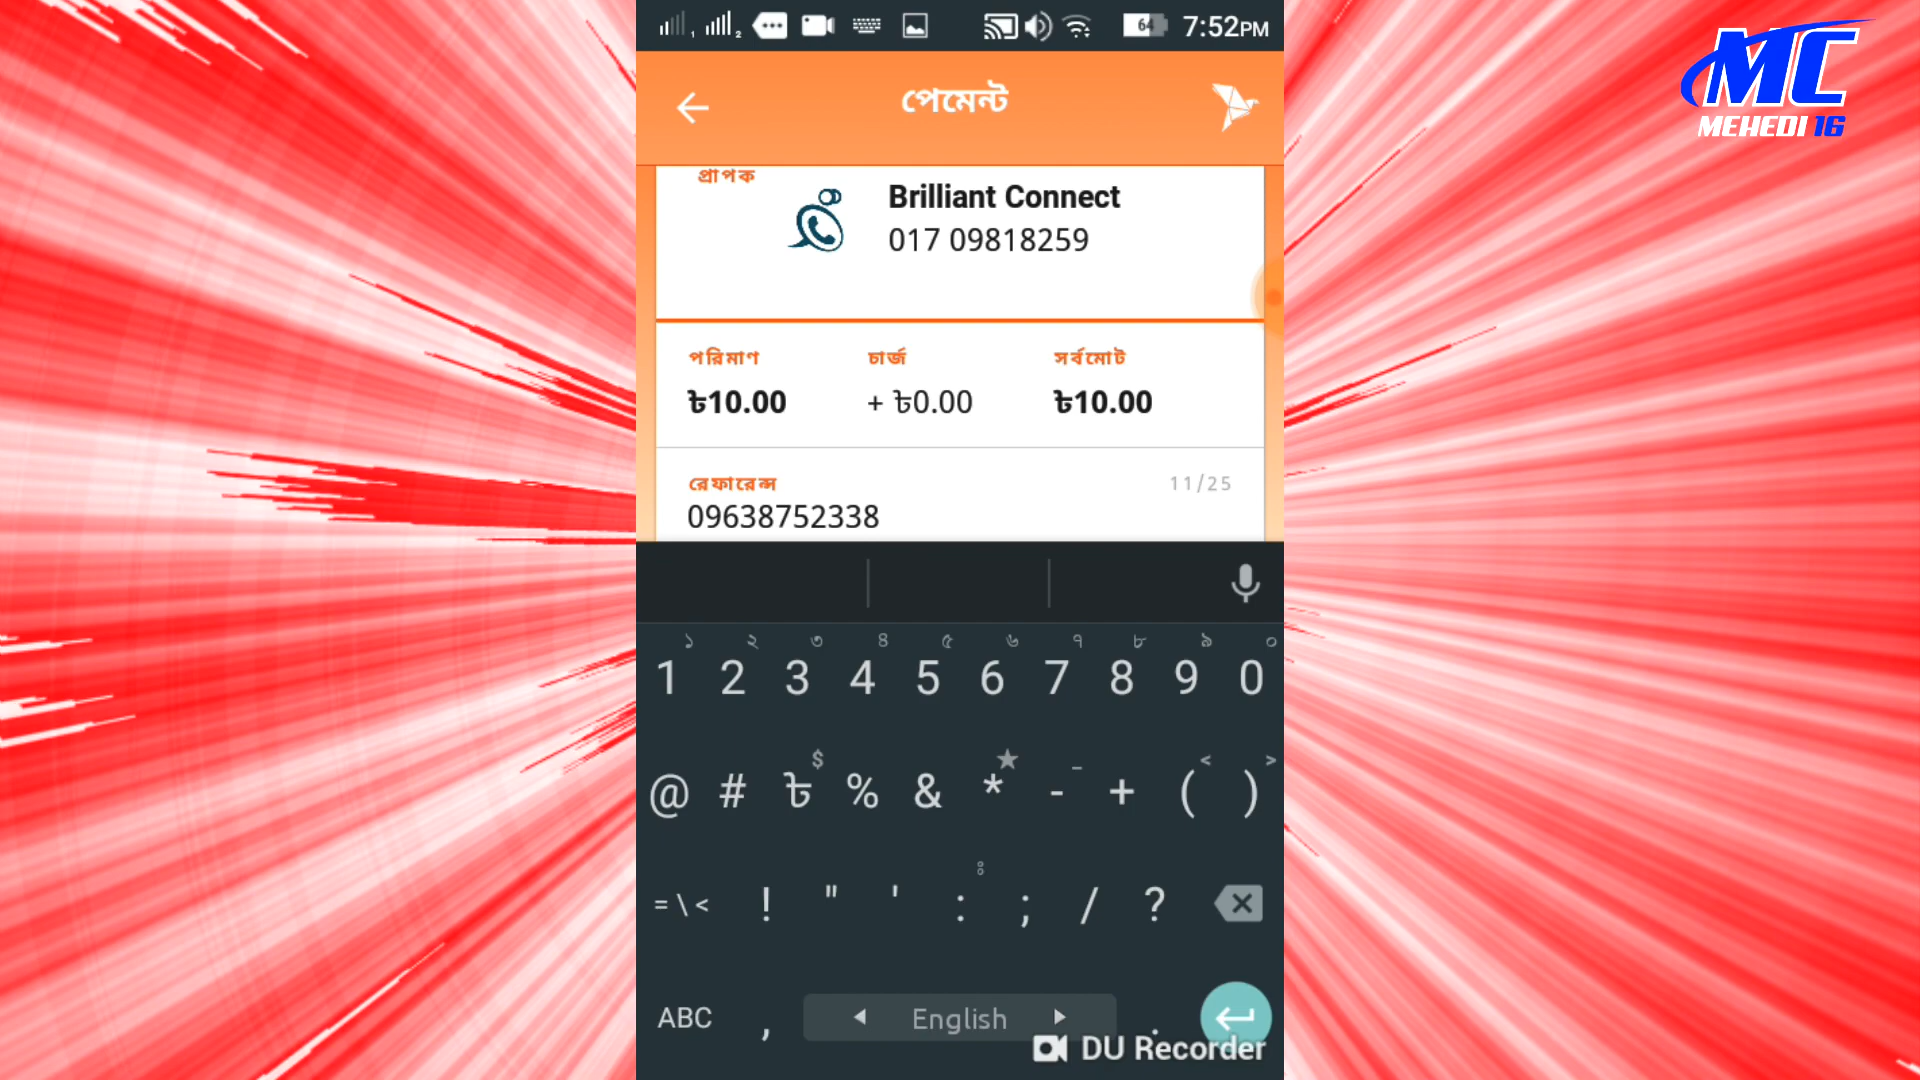 64 7:52PM
MC
MEHEDI 16
পেমেন্ট
প্রাপক
Brilliant Connect
017 09818259
পরিমাণ চার্জ সর্বমোট
৳10.00 + ৳0.00 ৳10.00
রেফারেন্স 11/25
09638752338
১ ২ ৩ ৪ ৫ ৬ ৭ ৮ ৯ ০
1 2 3 4 5 6 7 8 9 0
$ ★ _ < >
@ # ৳ % & * - + ( )
ঃ
= \ < ! " ' : ; / ?
ABC , English .
DU Recorder